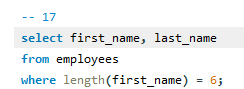 -- 17
select first_name, last_name
from employees
where length(first_name) = 6;